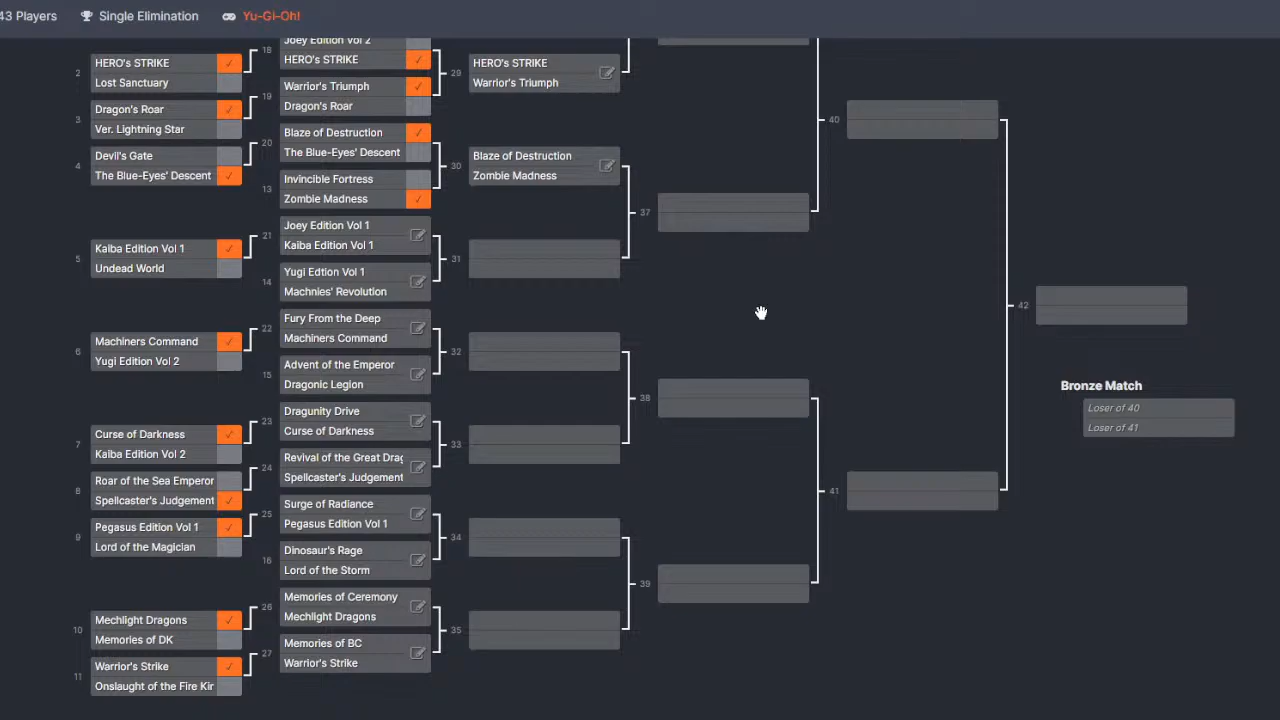 43 Players
Single Elimination
Yu-Gi-Oh!
2
HERO's STRIKE
Lost Sanctuary
3
Dragon's Roar
Ver. Lightning Star
4
Devil's Gate
The Blue-Eyes' Descent
5
Kaiba Edition Vol 1
Undead World
6
Machiners Command
Yugi Edition Vol 2
7
Curse of Darkness
Kaiba Edition Vol 2
8
Roar of the Sea Emperor
Spellcaster's Judgement
9
Pegasus Edition Vol 1
Lord of the Magician
10
Mechlight Dragons
Memories of DK
11
Warrior's Strike
Onslaught of the Fire Kir
18
Joey Edition Vol 2
HERO's STRIKE
19
Warrior's Triumph
Dragon's Roar
20
Blaze of Destruction
The Blue-Eyes' Descent
13
Invincible Fortress
Zombie Madness
21
Joey Edition Vol 1
Kaiba Edition Vol 1
14
Yugi Edtion Vol 1
Machnies' Revolution
22
Fury From the Deep
Machiners Command
15
Advent of the Emperor
Dragonic Legion
23
Dragunity Drive
Curse of Darkness
24
Revival of the Great Drag
Spellcaster's Judgement
25
Surge of Radiance
Pegasus Edition Vol 1
16
Dinosaur's Rage
Lord of the Storm
26
Memories of Ceremony
Mechlight Dragons
27
Memories of BC
Warrior's Strike
29
HERO's STRIKE
Warrior's Triumph
30
Blaze of Destruction
Zombie Madness
31
32
33
34
35
37
38
39
40
41
42
Bronze Match
Loser of 40
Loser of 41